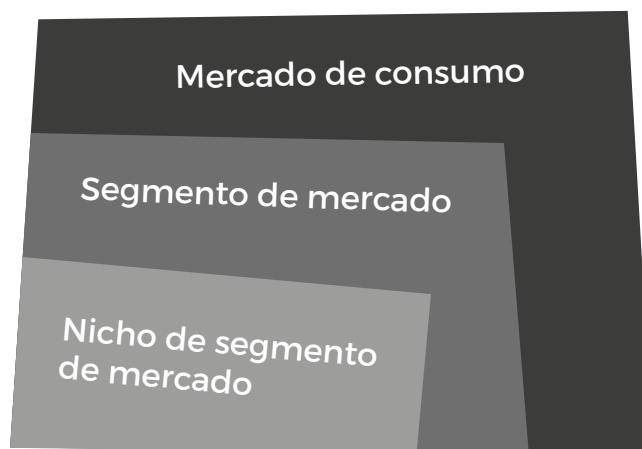 Mercado de consumo
Segmento de mercado
Nicho de segmento
de mercado